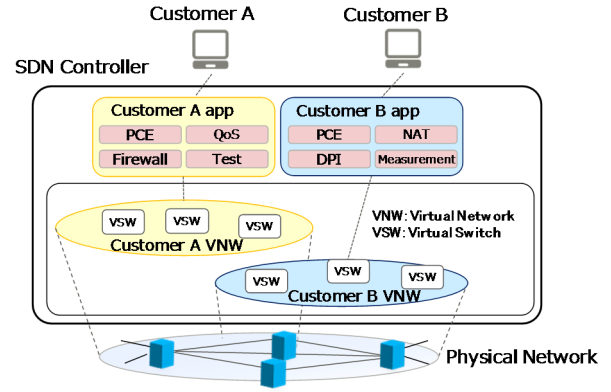 Customer A
Customer B
SDN Controller
Customer A app
PCE
QoS
Firewall
Test
Customer B app
PCE
NAT
DPI
Measurement
VSW
VSW
VSW
Customer A VNW
VNW: Virtual Network
VSW: Virtual Switch
VSW
VSW
VSW
Customer B VNW
Physical Network